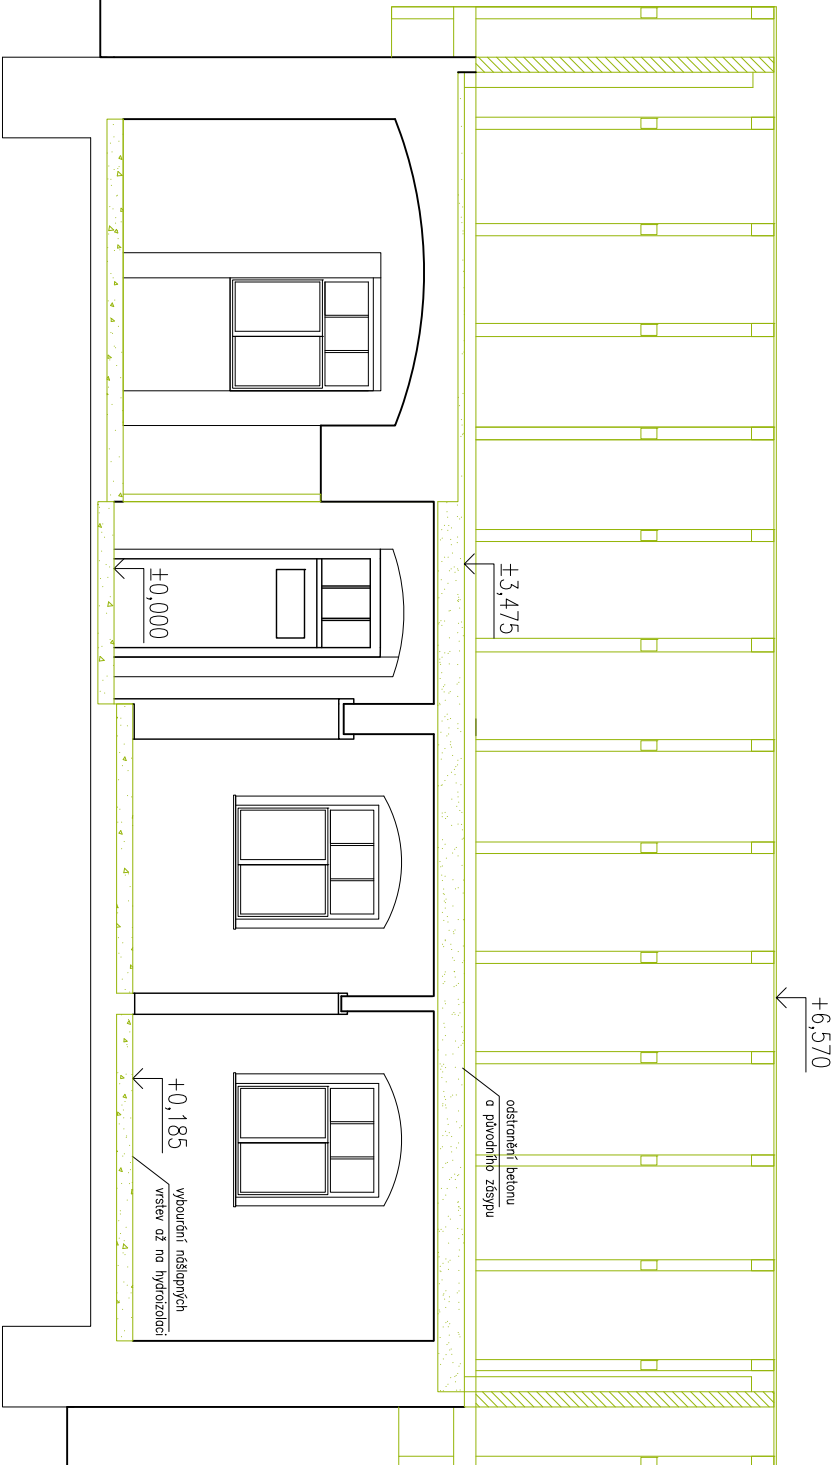 +6,570
±3,475
odstranění betonu
a původního zásypu
±0,000
+0,185
vybourání nášlapných
vrstev až na hydroizolaci